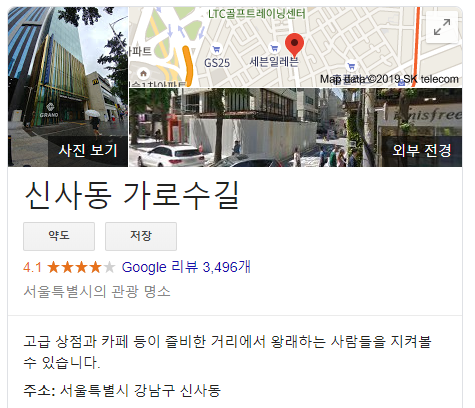 LTC골프트레이닝센터
아파트
GS25
세븐일레븐
Map data ©2019 SK telecom
GRAND
사진 보기
외부 전경
신사동 가로수길
약도
저장
4.1 ★★★★★ Google 리뷰 3,496개
서울특별시의 관광 명소
고급 상점과 카페 등이 즐비한 거리에서 왕래하는 사람들을 지켜볼
수 있습니다.
주소: 서울특별시 강남구 신사동